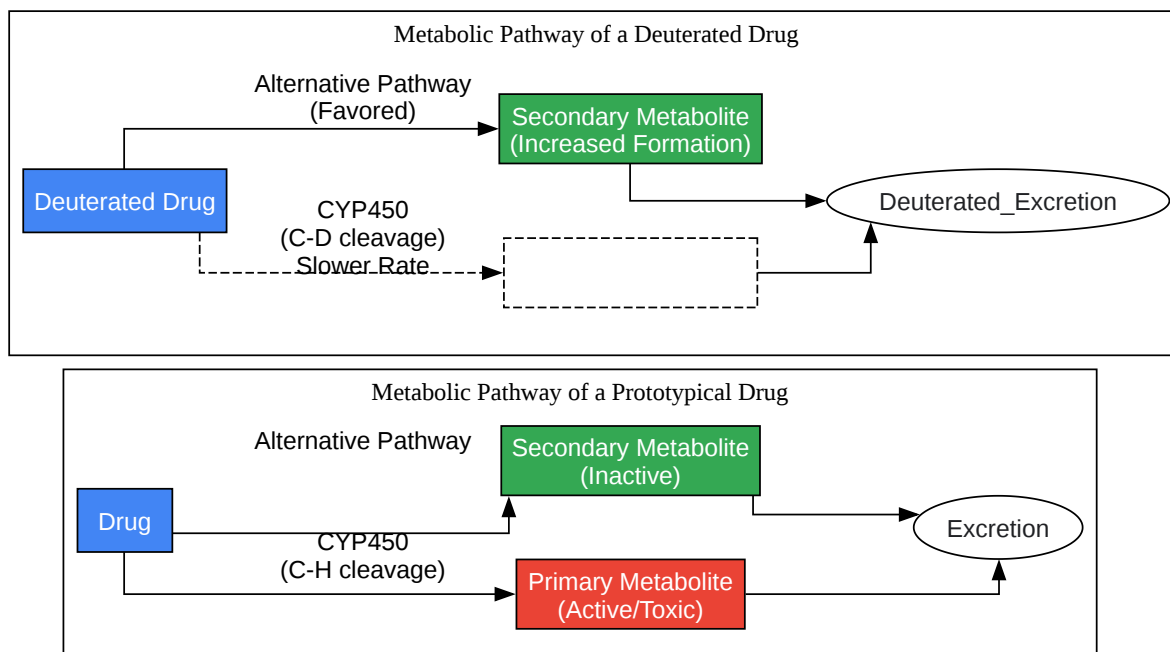 Metabolic Pathway of a Deuterated Drug
Alternative Pathway
(Favored)
Secondary Metabolite
(Increased Formation)
Deuterated Drug
Deuterated_Excretion
CYP450
(C-D cleavage)
Slower Rate
Metabolic Pathway of a Prototypical Drug
Alternative Pathway
Secondary Metabolite
(Inactive)
Drug
Excretion
CYP450
(C-H cleavage)
Primary Metabolite
(Active/Toxic)